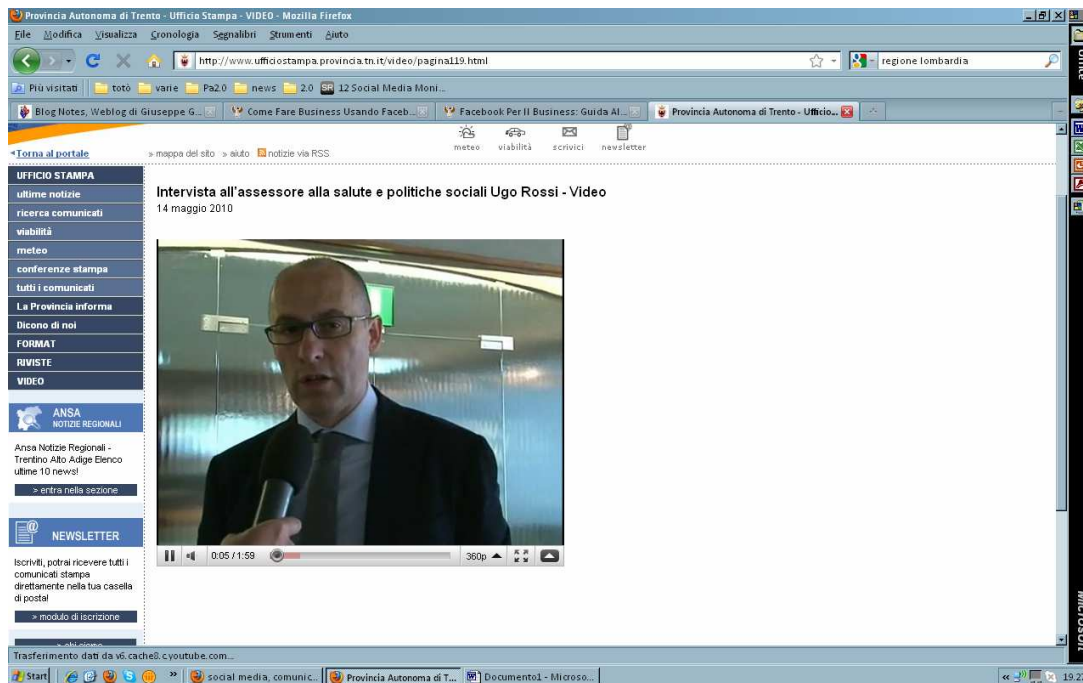 Provincia Autonoma di Trento - Ufficio Stampa - VIDEO - Mozilla Firefox
File Modifica Visualizza Cronologia Segnalibri Strumenti Aiuto
http://www.ufficiostampa.provincia.tn.it/video/pagina119.html
regione lombardia
Più visitati totò varie Pa2.0 news 2.0 12 Social Media Moni...
Blog Notes, Weblog di Giuseppe G... Come Fare Business Usando Faceb... Facebook Per Il Business: Guida Al... Provincia Autonoma di Trento - Ufficio...
meteo viabilità scrivici newsletter
Torna al portale » mappa del sito » aiuto notizie via RSS
UFFICIO STAMPA
ultime notizie
ricerca comunicati
viabilità
meteo
conferenze stampa
tutti i comunicati
La Provincia informa
Dicono di noi
FORMAT
RIVISTE
VIDEO
Intervista all'assessore alla salute e politiche sociali Ugo Rossi - Video
14 maggio 2010
0:05 / 1:59 360p
ANSA
NOTIZIE REGIONALI
Ansa Notizie Regionali -
Trentino Alto Adige Elenco
ultime 10 news!
> entra nella sezione
NEWSLETTER
Iscriviti, potrai ricevere tutti i
comunicati stampa
direttamente nella tua casella
di posta!
> modulo di iscrizione
Trasferimento dati da v6.cache8.c.youtube.com...
Start social media, comunic... Provincia Autonoma di T... Documento1 - Microso...